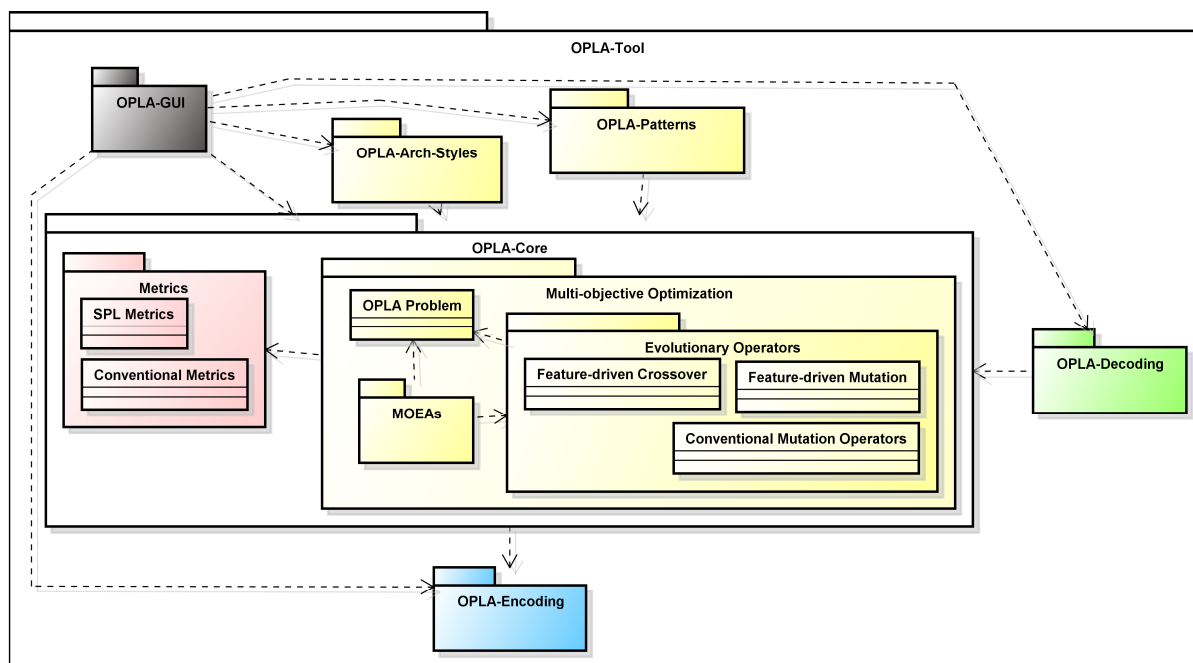 OPLA-Tool
OPLA-GUI
OPLA-Patterns
OPLA-Arch-Styles
OPLA-Core
Metrics
SPL Metrics
Conventional Metrics
Multi-objective Optimization
OPLA Problem
MOEAs
Evolutionary Operators
Feature-driven Crossover
Feature-driven Mutation
Conventional Mutation Operators
OPLA-Decoding
OPLA-Encoding